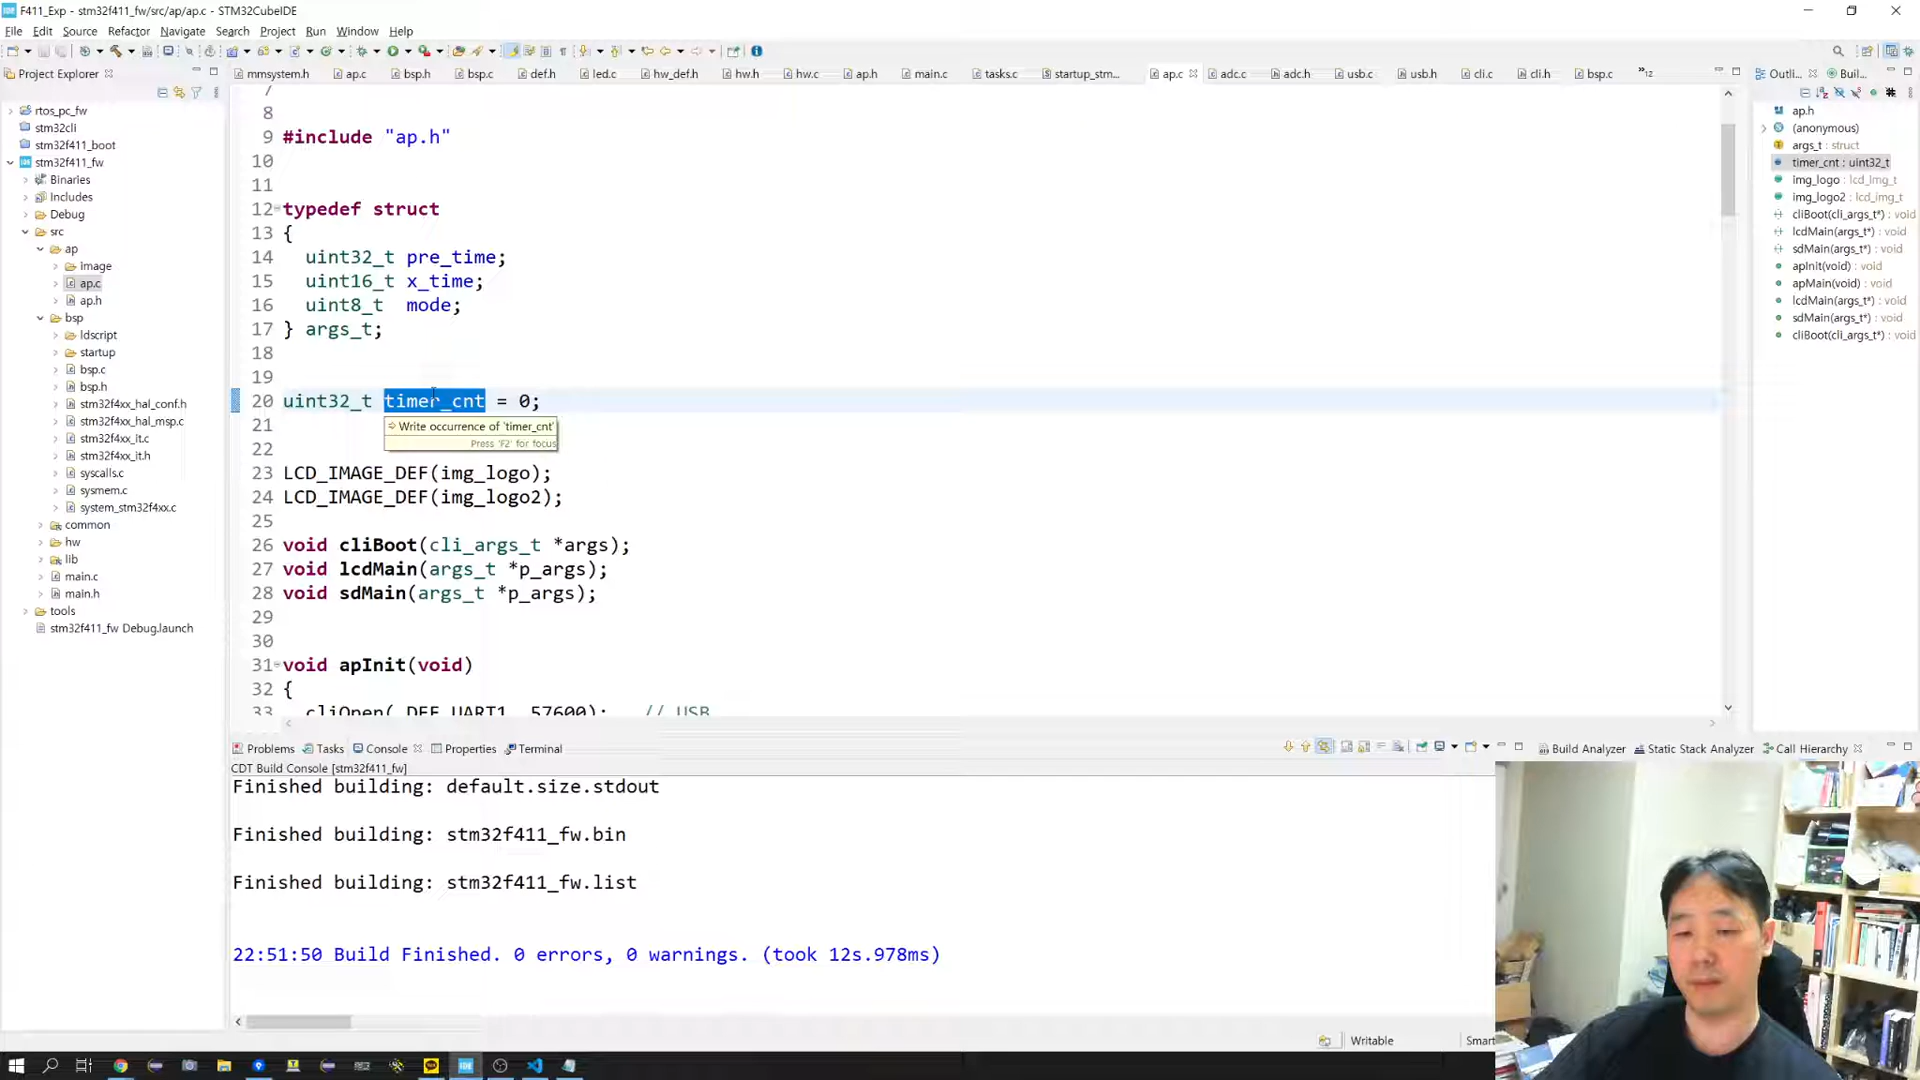 F411_Exp - stm32f411_fw/src/ap/ap.c - STM32CubeIDE
File Edit Source Refactor Navigate Search Project Run Window Help
Project Explorer
mmsystem.h ap.c bsp.h bsp.c def.h led.c hw_def.h hw.h hw.c ap.h main.c tasks.c startup_stm... ap.c adc.c adc.h usb.c usb.h cli.c cli.h bsp.c »12
Outli... Buil...
rtos_pc_fw
stm32cli
stm32f411_boot
stm32f411_fw
Binaries
Includes
Debug
src
ap
image
ap.c
ap.h
bsp
ldscript
startup
bsp.c
bsp.h
stm32f4xx_hal_conf.h
stm32f4xx_hal_msp.c
stm32f4xx_it.c
stm32f4xx_it.h
syscalls.c
sysmem.c
system_stm32f4xx.c
common
hw
lib
main.c
main.h
tools
stm32f411_fw Debug.launch
7
8
9 #include "ap.h"
10
11
12 typedef struct
13 {
14 uint32_t pre_time;
15 uint16_t x_time;
16 uint8_t mode;
17 } args_t;
18
19
20 uint32_t timer_cnt = 0;
Write occurrence of 'timer_cnt'
Press 'F2' for focus
21
22
23 LCD_IMAGE_DEF(img_logo);
24 LCD_IMAGE_DEF(img_logo2);
25
26 void cliBoot(cli_args_t *args);
27 void lcdMain(args_t *p_args);
28 void sdMain(args_t *p_args);
29
30
31 void apInit(void)
32 {
33 cliOpen(_DEF_UART1, 57600); // USB
ap.h
(anonymous)
args_t : struct
timer_cnt : uint32_t
img_logo : lcd_img_t
img_logo2 : lcd_img_t
cliBoot(cli_args_t*) : void
lcdMain(args_t*) : void
sdMain(args_t*) : void
apInit(void) : void
apMain(void) : void
lcdMain(args_t*) : void
sdMain(args_t*) : void
cliBoot(cli_args_t*) : void
Problems Tasks Console Properties Terminal
Build Analyzer Static Stack Analyzer Call Hierarchy
CDT Build Console [stm32f411_fw]
Finished building: default.size.stdout
Finished building: stm32f411_fw.bin
Finished building: stm32f411_fw.list
22:51:50 Build Finished. 0 errors, 0 warnings. (took 12s.978ms)
Writable
Smart